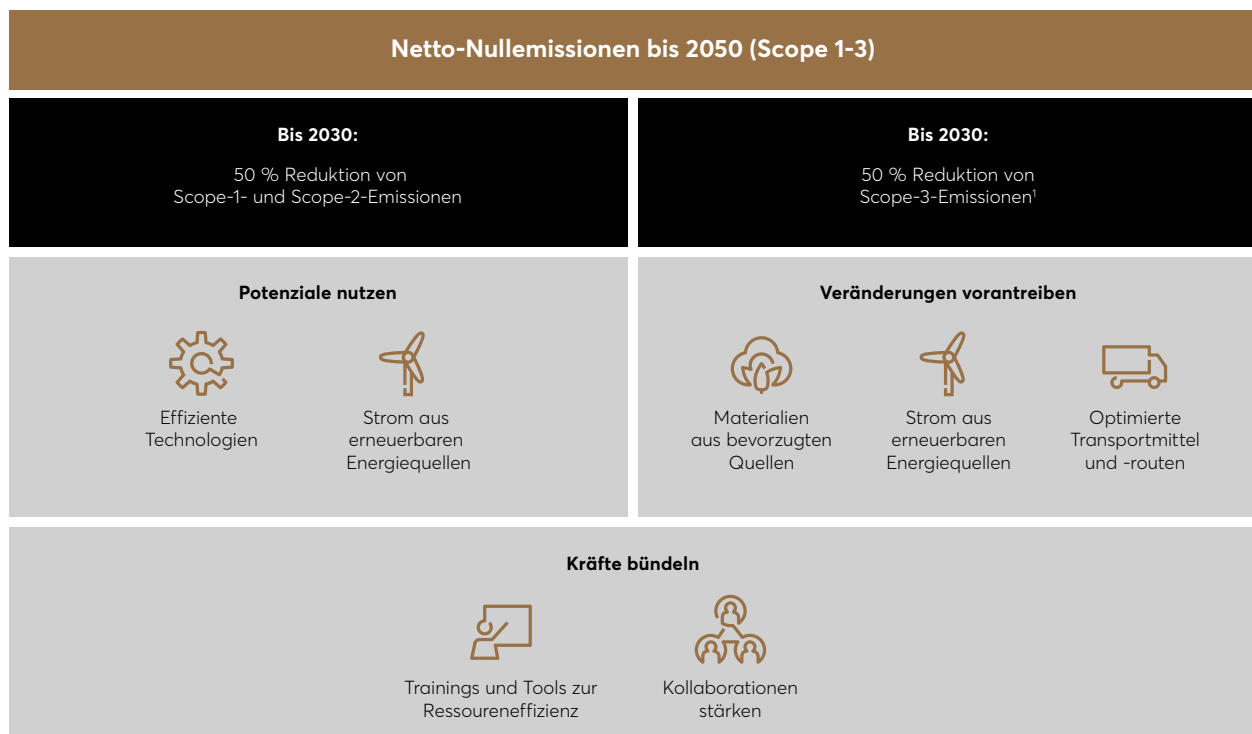 Netto-Nullemissionen bis 2050 (Scope 1-3)
Bis 2030:
50 % Reduktion von
Scope-1- und Scope-2-Emissionen
Bis 2030:
50 % Reduktion von
Scope-3-Emissionen¹
Potenziale nutzen
Effiziente
Technologien
Strom aus
erneuerbaren
Energiequellen
Veränderungen vorantreiben
Materialien
aus bevorzugten
Quellen
Strom aus
erneuerbaren
Energiequellen
Optimierte
Transportmittel
und -routen
Kräfte bündeln
Trainings und Tools zur
Ressoureneffizienz
Kollaborationen
stärken